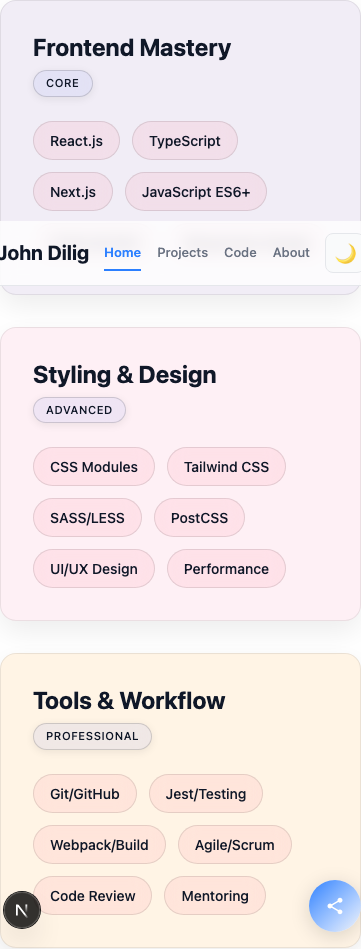 Frontend Mastery
CORE
React.js TypeScript
Next.js JavaScript ES6+
John Dilig Home Projects Code About
Styling & Design
ADVANCED
CSS Modules Tailwind CSS
SASS/LESS PostCSS
UI/UX Design Performance
Tools & Workflow
PROFESSIONAL
Git/GitHub Jest/Testing
Webpack/Build Agile/Scrum
Code Review Mentoring
N